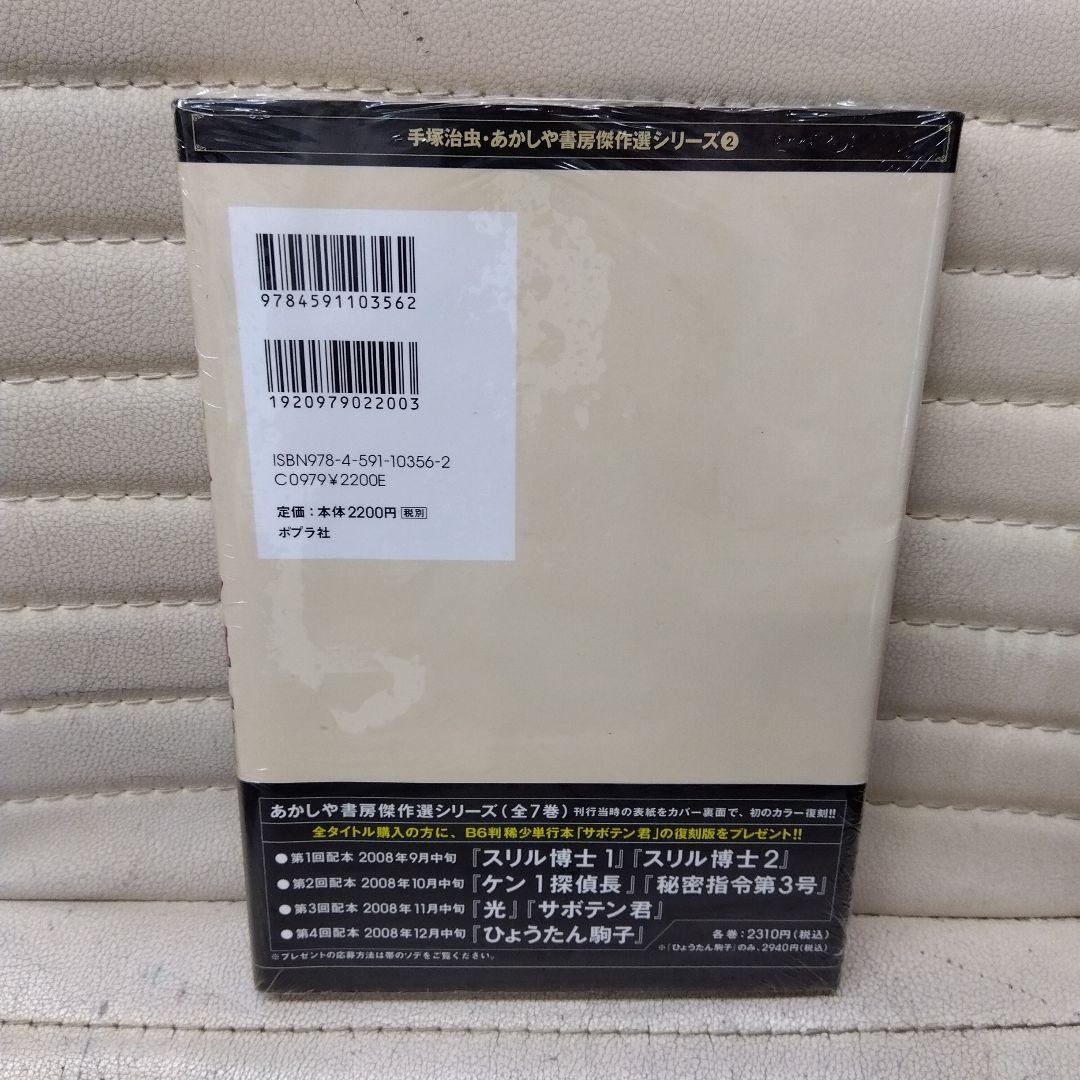 手塚治虫・あかしや書房傑作選シリーズ❷
9784591103562
1920979022003
ISBN978-4-591-10356-2
C0979¥2200E
定価:本体2200円 税別
ポプラ社
あかしや書房傑作選シリーズ(全7巻) 刊行当時の表紙をカバー裏面で、初のカラー復刻!!
全タイトル購入の方に、B6判稀少単行本「サボテン君」の復刻版をプレゼント!!
●第1回配本 2008年9月中旬『スリル博士1』『スリル博士2』
●第2回配本 2008年10月中旬『ケン1探偵長』『秘密指令第3号』
●第3回配本 2008年11月中旬『光』『サボテン君』
●第4回配本 2008年12月中旬『ひょうたん駒子』 各巻:2310円(税込)
※「ひょうたん駒子」のみ、2940円(税込)
※プレゼントの応募方法は帯のソデをご覧ください。